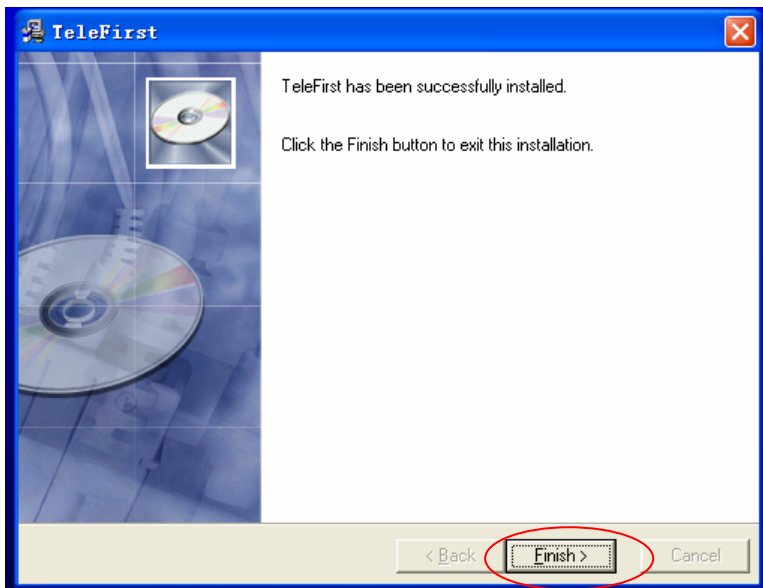 TeleFirst
TeleFirst has been successfully installed.
Click the Finish button to exit this installation.
< Back Finish > Cancel